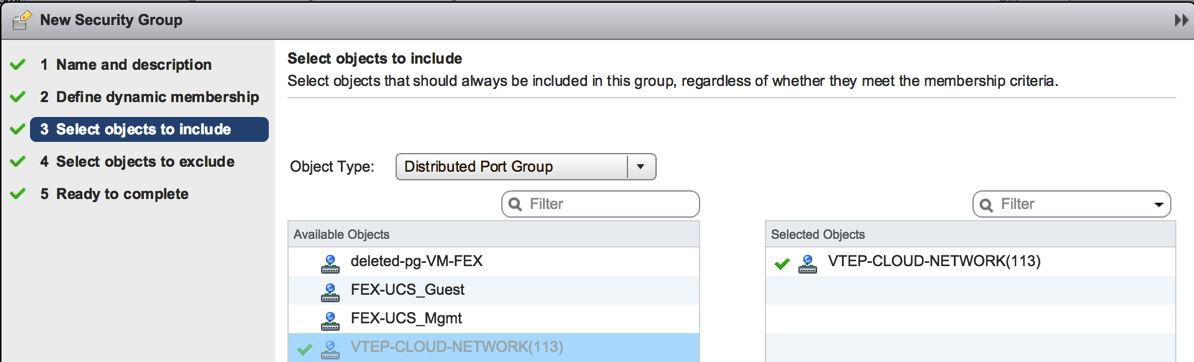 New Security Group
1 Name and description
2 Define dynamic membership
3 Select objects to include
4 Select objects to exclude
5 Ready to complete
Select objects to include
Select objects that should always be included in this group, regardless of whether they meet the membership criteria.
Object Type: Distributed Port Group
Filter
Available Objects
deleted-pg-VM-FEX
FEX-UCS_Guest
FEX-UCS_Mgmt
VTEP-CLOUD-NETWORK(113)
Filter
Selected Objects
VTEP-CLOUD-NETWORK(113)